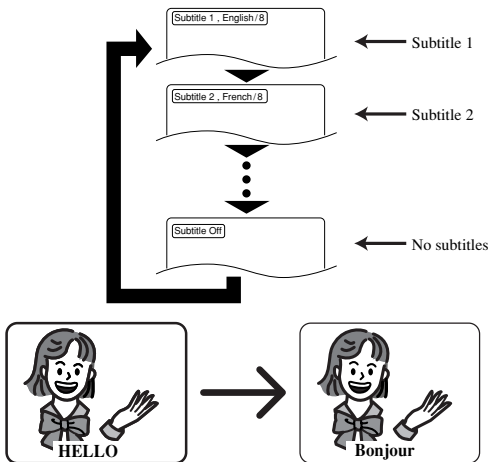 Subtitle 1 , English/8
Subtitle 1
Subtitle 2 , French/8
Subtitle 2
Subtitle Off
No subtitles
HELLO
Bonjour